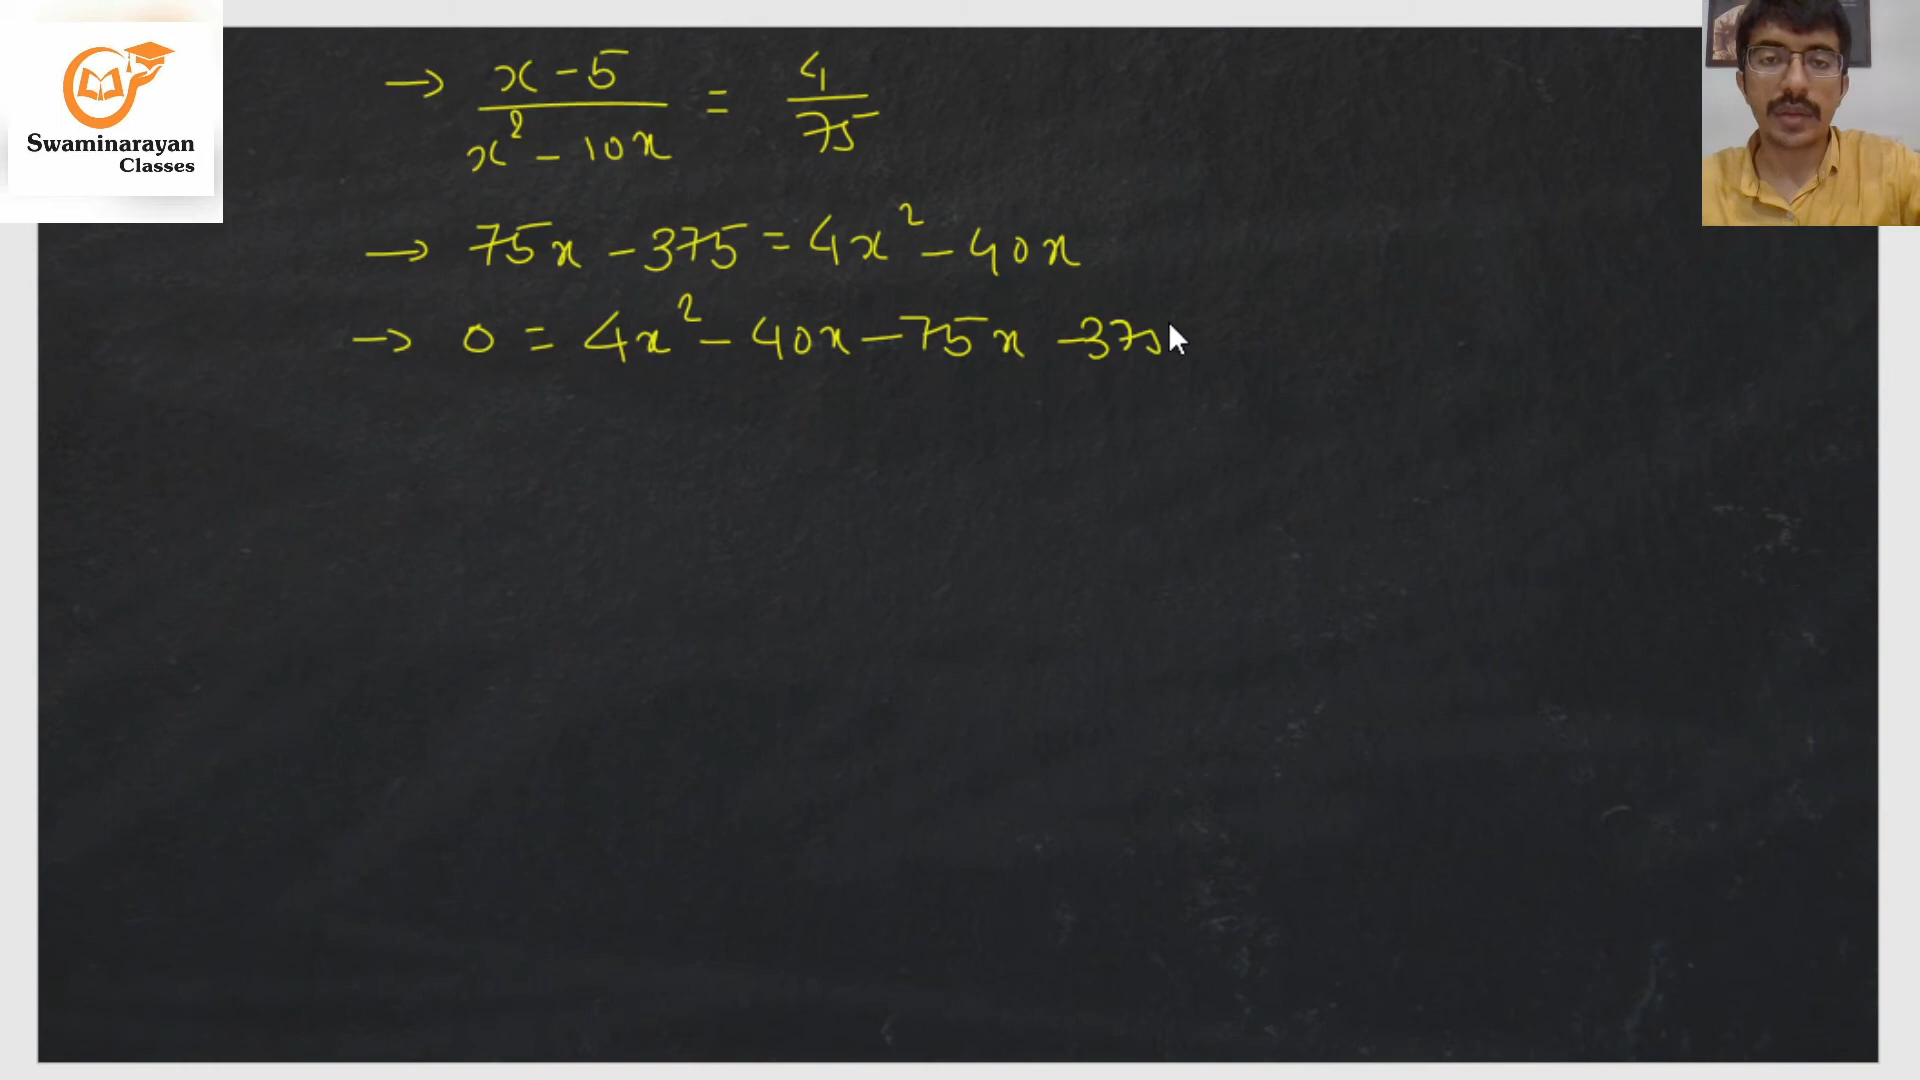 Swaminarayan
Classes
→ x - 5 / x² - 10x = 4 / 75
→ 75x - 375 = 4x² - 40x
→ 0 = 4x² - 40x - 75x - 375